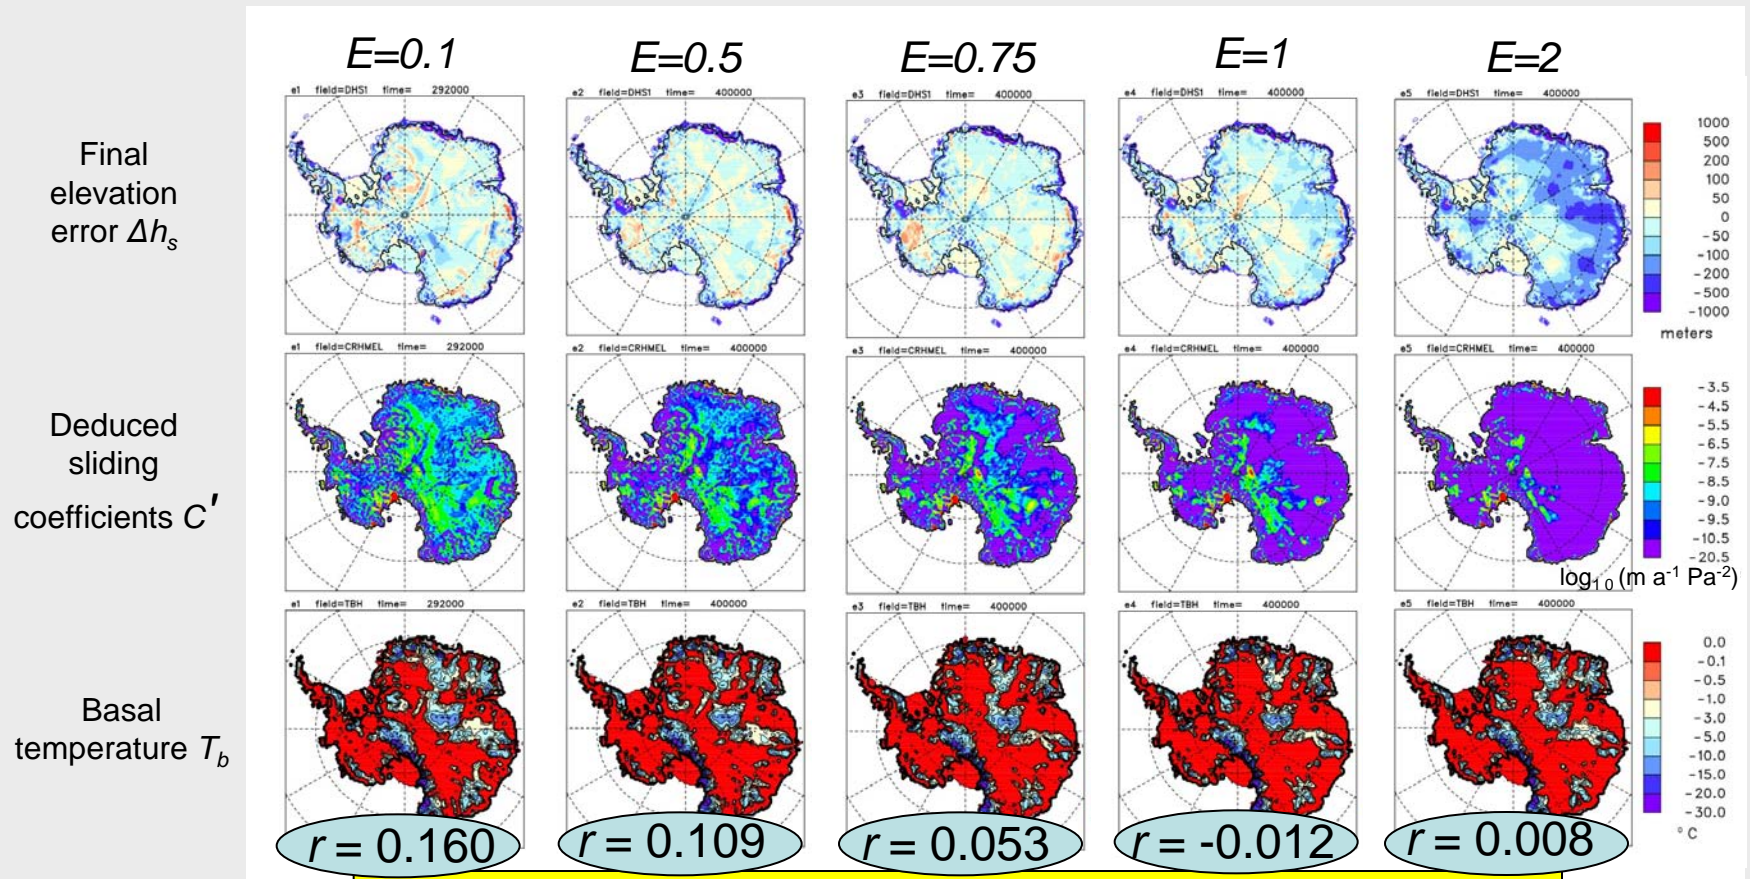 E=0.1 E=0.5 E=0.75 E=1 E=2
Final
elevation
error Δhs
e1 field=DHS1 time= 292000
e2 field=DHS1 time= 400000
e3 field=DHS1 time= 400000
e4 field=DHS1 time= 400000
e5 field=DHS1 time= 400000
1000
500
200
100
50
0
-50
-100
-200
-500
-1000
meters
Deduced
sliding
coefficients C′
e1 field=CRHMEL time= 292000
e2 field=CRHMEL time= 400000
e3 field=CRHMEL time= 400000
e4 field=CRHMEL time= 400000
e5 field=CRHMEL time= 400000
-3.5
-4.5
-5.5
-6.5
-7.5
-8.5
-9.0
-9.5
-10.5
-20.5
log10 (m a-1 Pa-2)
Basal
temperature Tb
e1 field=TBH time= 292000
e2 field=TBH time= 400000
e3 field=TBH time= 400000
e4 field=TBH time= 400000
e5 field=TBH time= 400000
0.0
-0.1
-0.5
-1.0
-3.0
-5.0
-10.0
-15.0
-20.0
-30.0
° C
r = 0.160 r = 0.109 r = 0.053 r = -0.012 r = 0.008